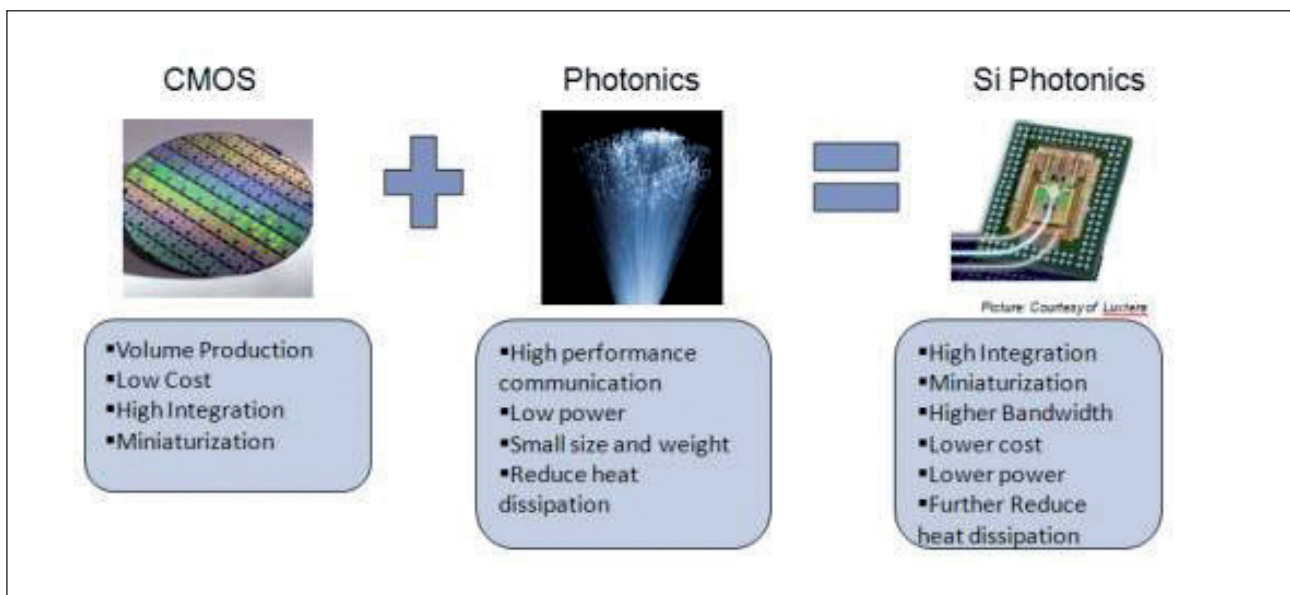 CMOS
Photonics
Si Photonics
Picture: Courtesy of Luxtera
▪Volume Production
▪Low Cost
▪High Integration
▪Miniaturization
▪High performance
communication
▪Low power
▪Small size and weight
▪Reduce heat
dissipation
▪High Integration
▪Miniaturization
▪Higher Bandwidth
▪Lower cost
▪Lower power
▪Further Reduce
heat dissipation